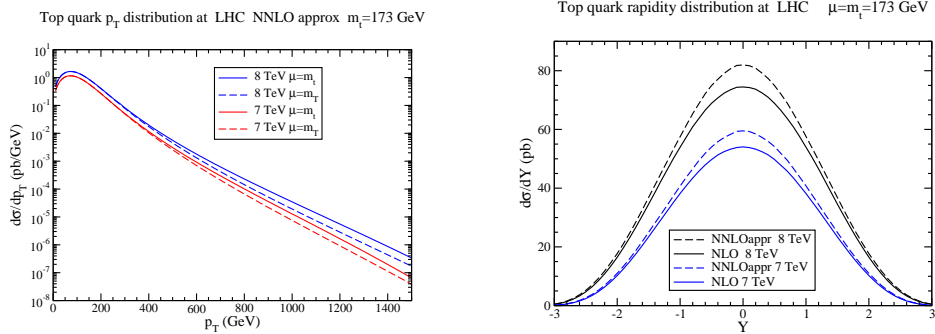 Top quark p_T distribution at LHC NNLO approx m_t=173 GeV
dσ/dp_T (pb/GeV)
10^1
10^0
10^-1
10^-2
10^-3
10^-4
10^-5
10^-6
10^-7
10^-8
8 TeV μ=m_t
8 TeV μ=m_T
7 TeV μ=m_t
7 TeV μ=m_T
0 200 400 600 800 1000 1200 1400
p_T (GeV)
Top quark rapidity distribution at LHC μ=m_t=173 GeV
dσ/dY (pb)
80
60
40
20
0
NNLOappr 8 TeV
NLO 8 TeV
NNLOappr 7 TeV
NLO 7 TeV
-3 -2 -1 0 1 2 3
Y